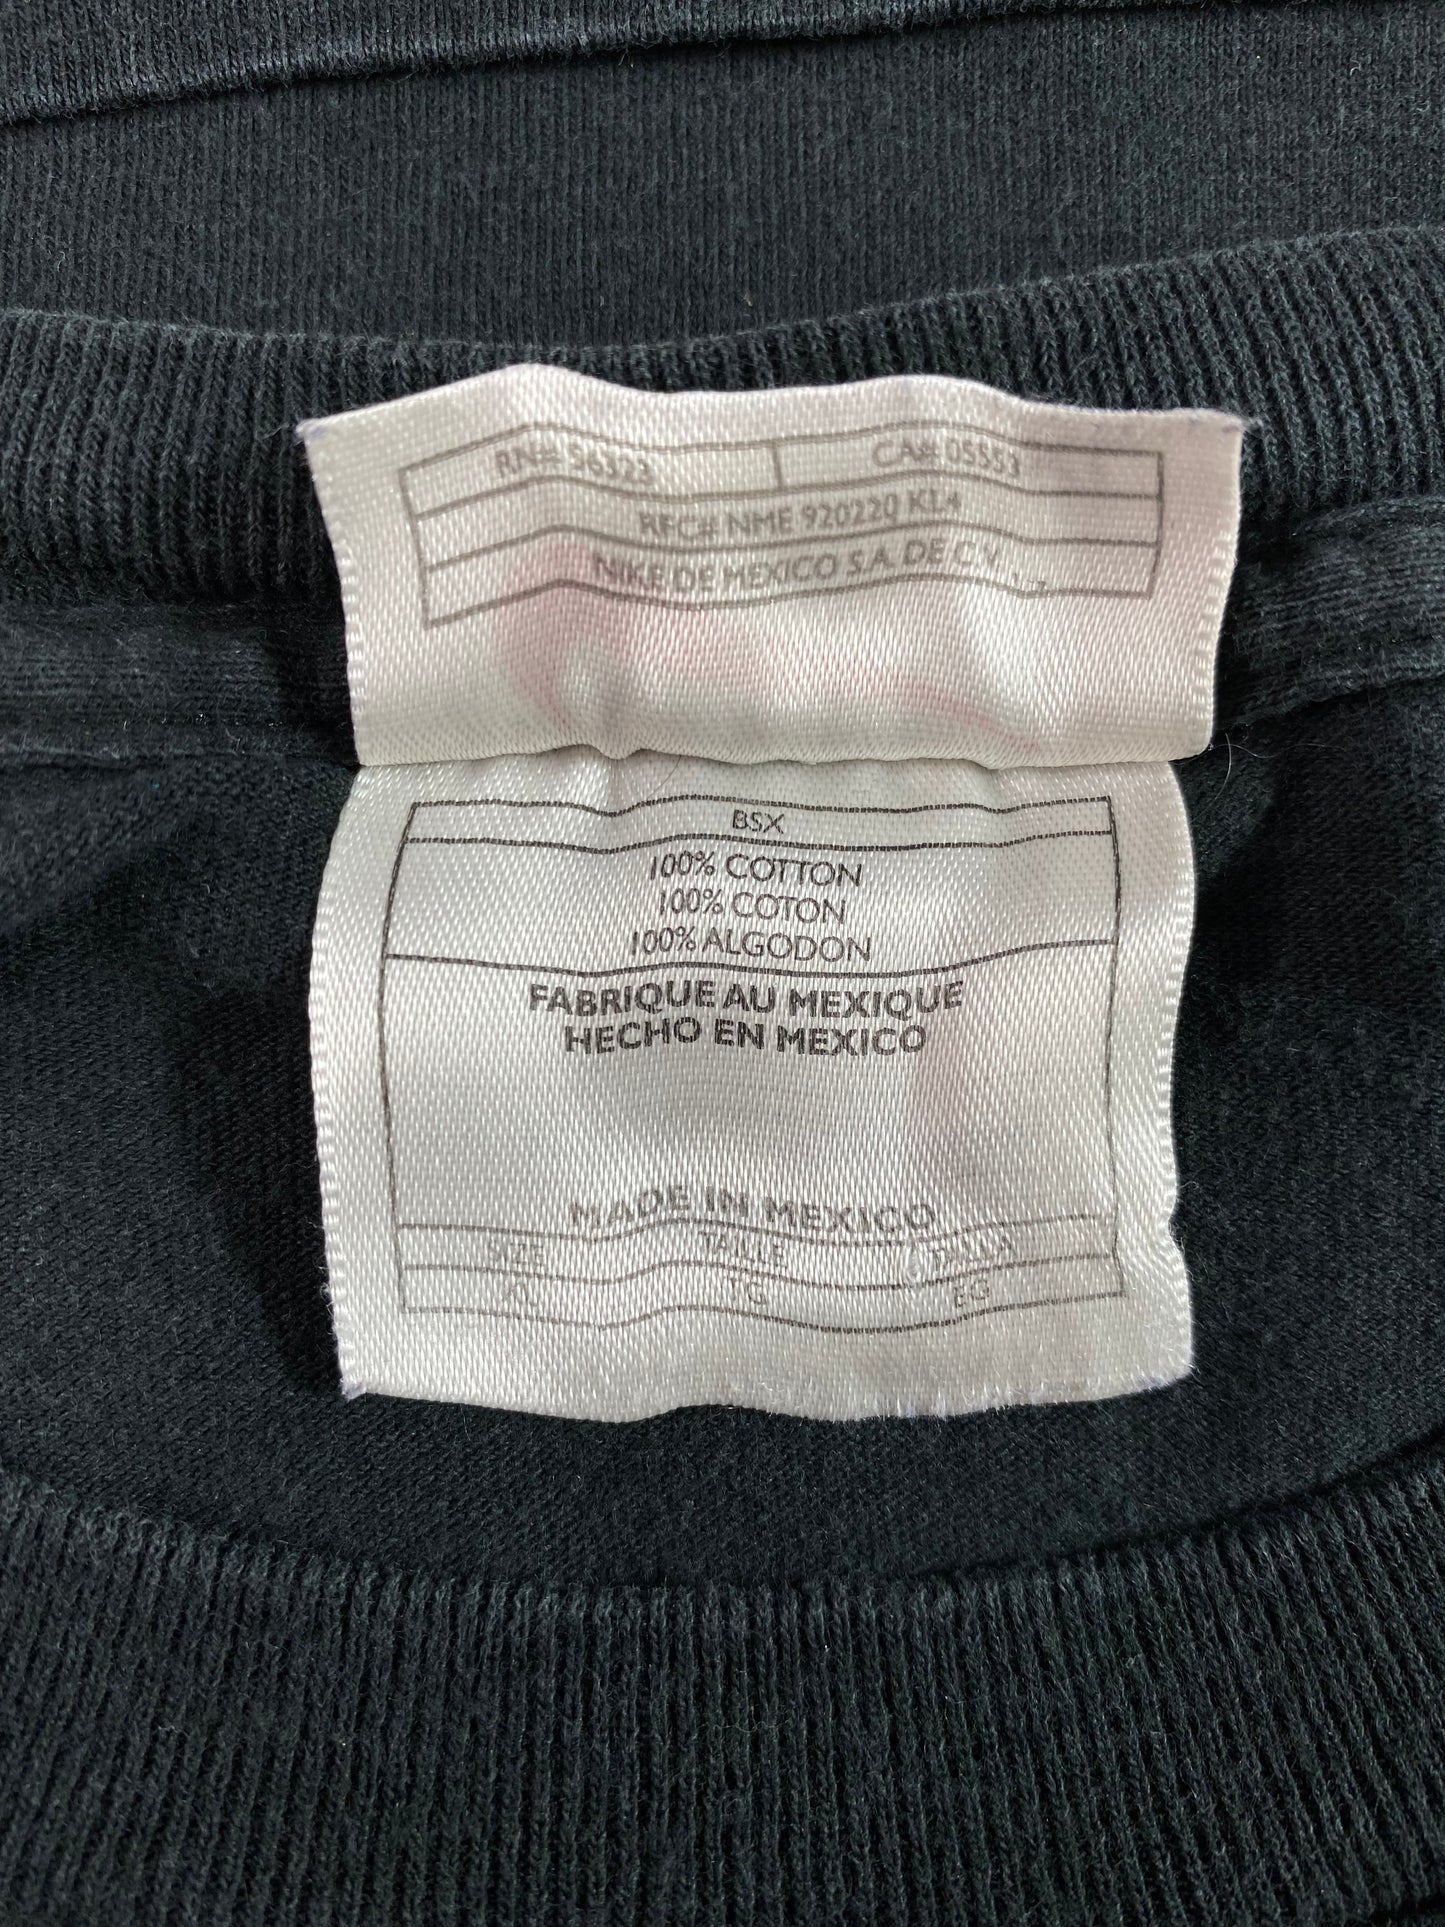 RN# 56323 CA# 05553
RFC# NME 920220 KL4
NIKE DE MEXICO S.A. DE C.V.
BSX
100% COTTON
100% COTON
100% ALGODON
FABRIQUE AU MEXIQUE
HECHO EN MEXICO
MADE IN MEXICO
SIZE TAILLE TALLA
XL TG EG